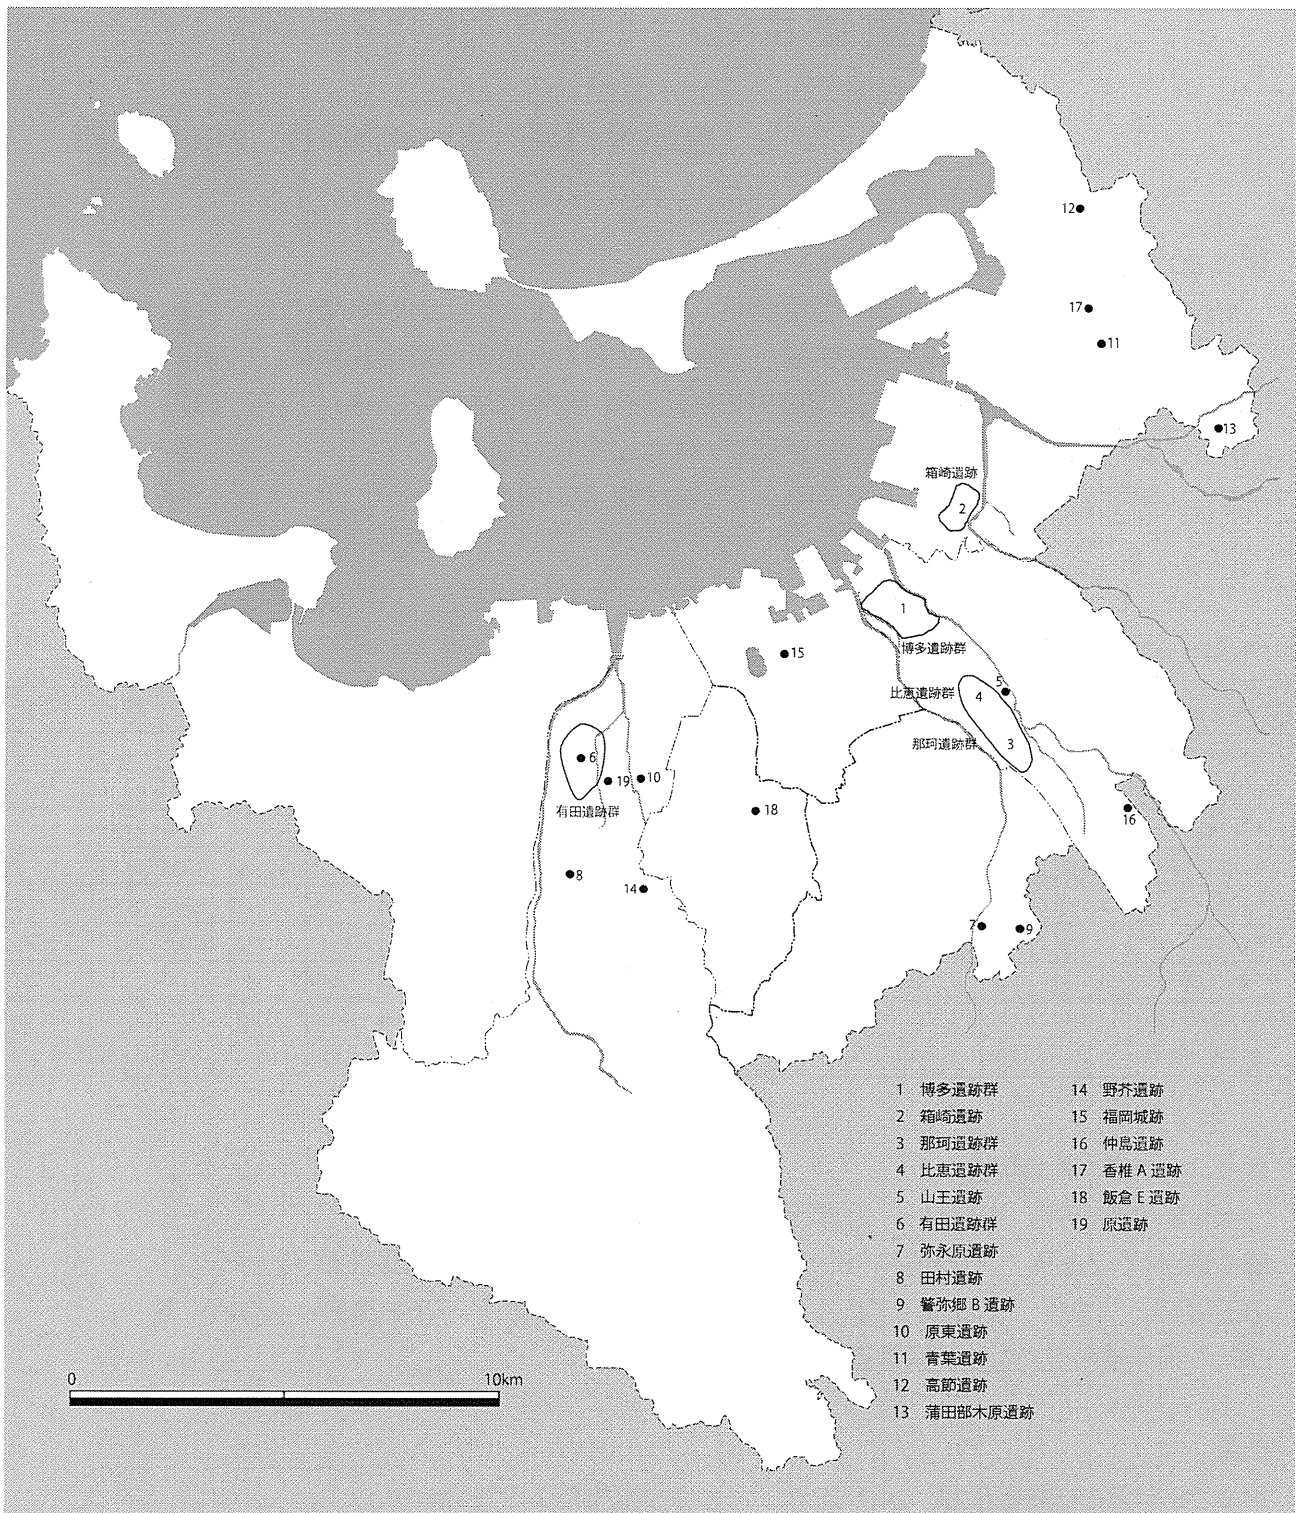 12
17
11
13
箱崎遺跡
2
1
博多遺跡群
15
5
比恵遺跡群
4
那珂遺跡群
3
6
19
10
有田遺跡群
18
16
8
14
7
9
1 博多遺跡群
2 箱崎遺跡
3 那珂遺跡群
4 比恵遺跡群
5 山王遺跡
6 有田遺跡群
7 弥永原遺跡
8 田村遺跡
9 警弥郷 B 遺跡
10 原東遺跡
11 青葉遺跡
12 高節遺跡
13 蒲田部木原遺跡
14 野芥遺跡
15 福岡城跡
16 仲島遺跡
17 香椎 A 遺跡
18 飯倉 E 遺跡
19 原遺跡
0 10km